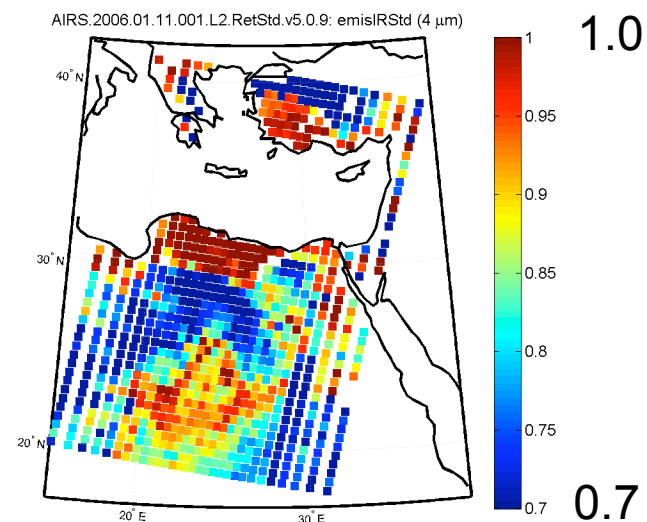 AIRS.2006.01.11.001.L2.RetStd.v5.0.9: emisIRStd (4 μm)
1.0
1
0.95
0.9
0.85
0.8
0.75
0.7
0.7
40° N
30° N
20° N
20° E
30° E